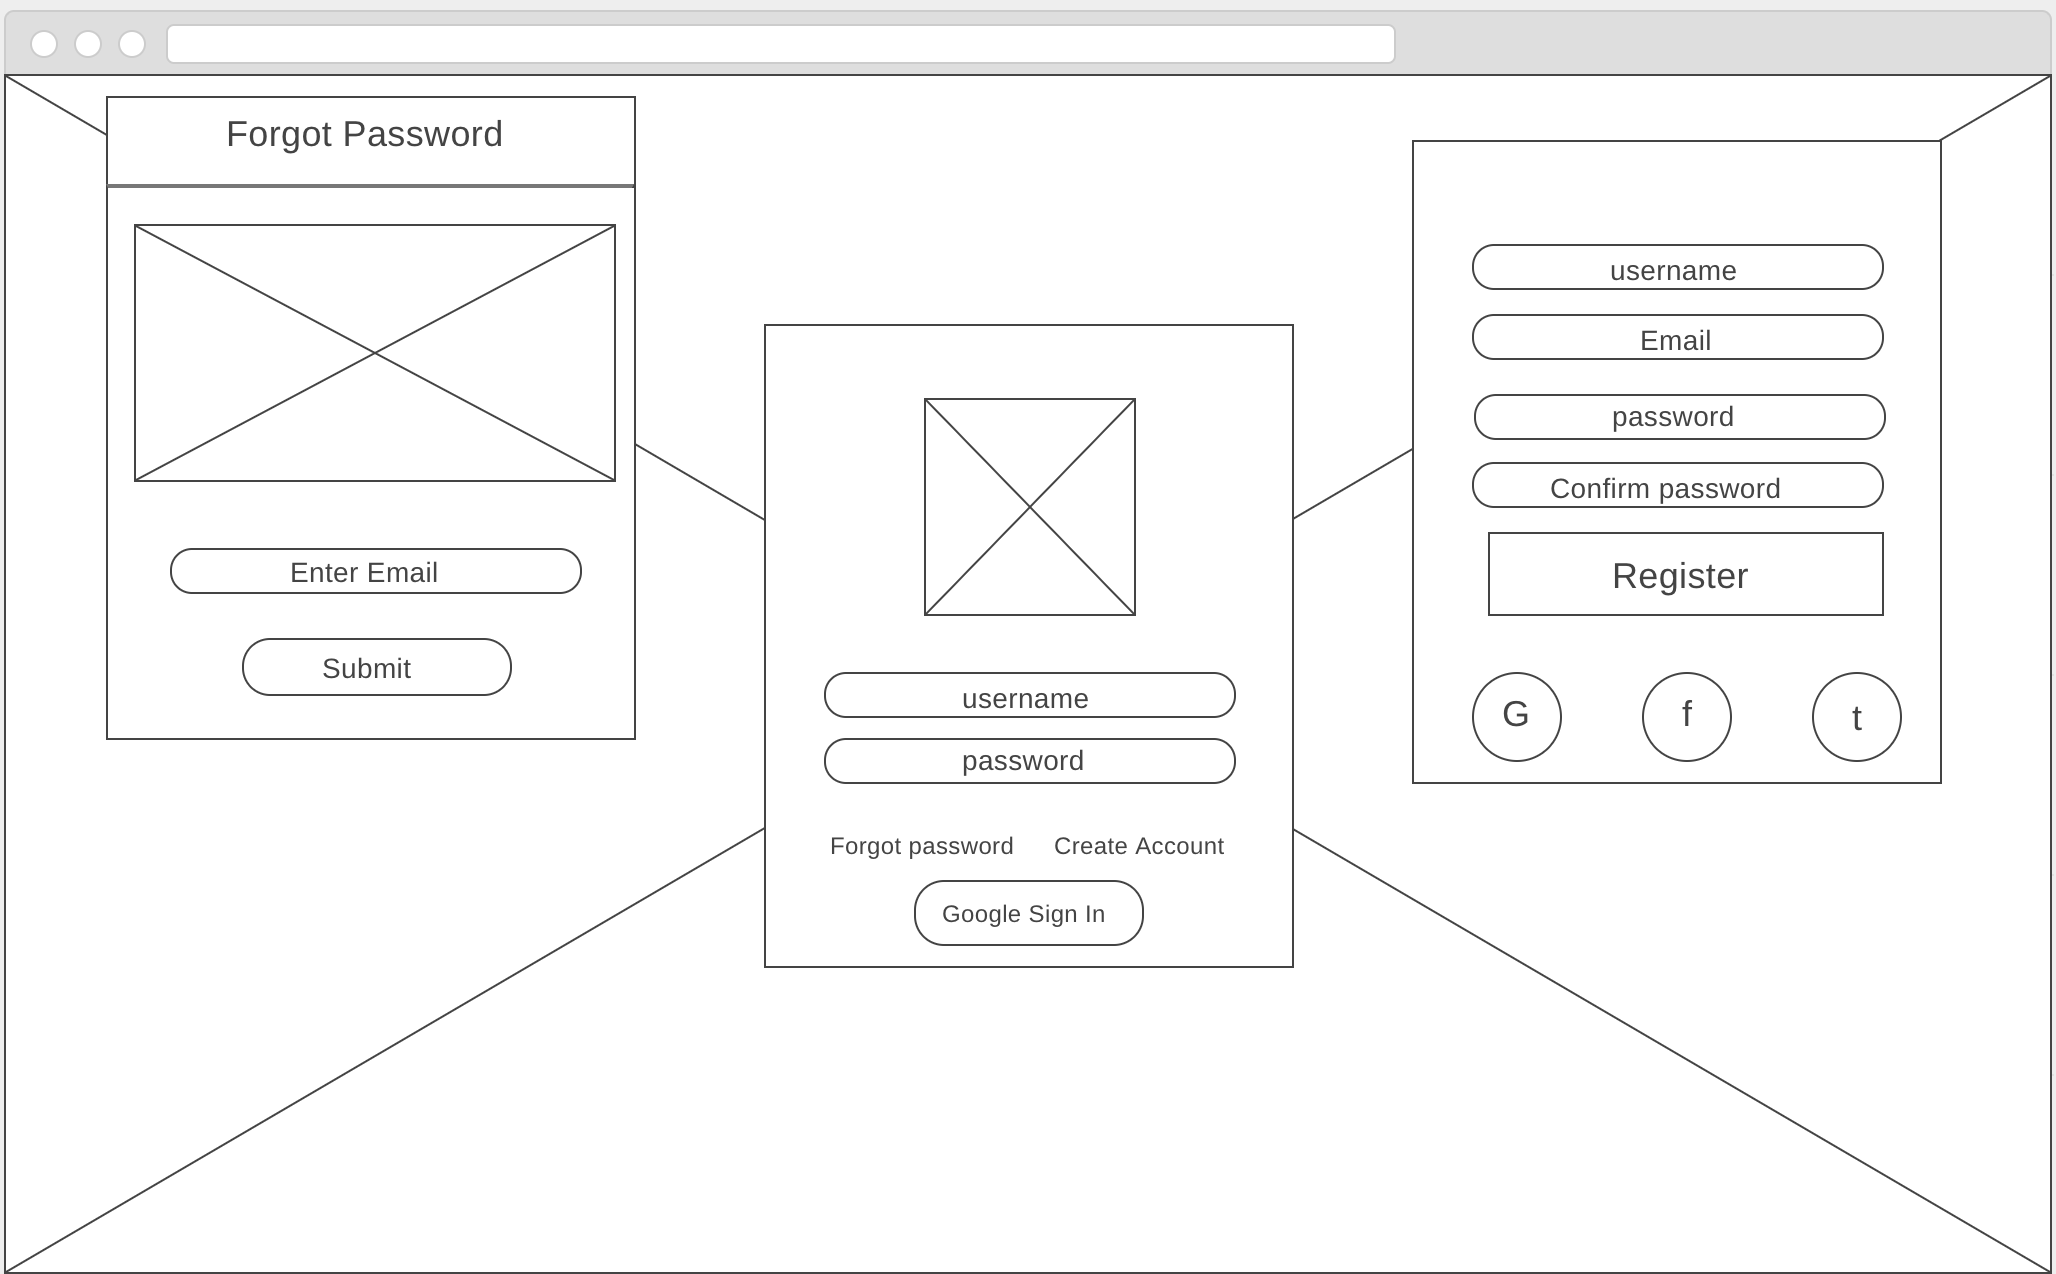 Forgot Password
Enter Email
Submit
username
password
Forgot password Create Account
Google Sign In
username
Email
password
Confirm password
Register
G f t